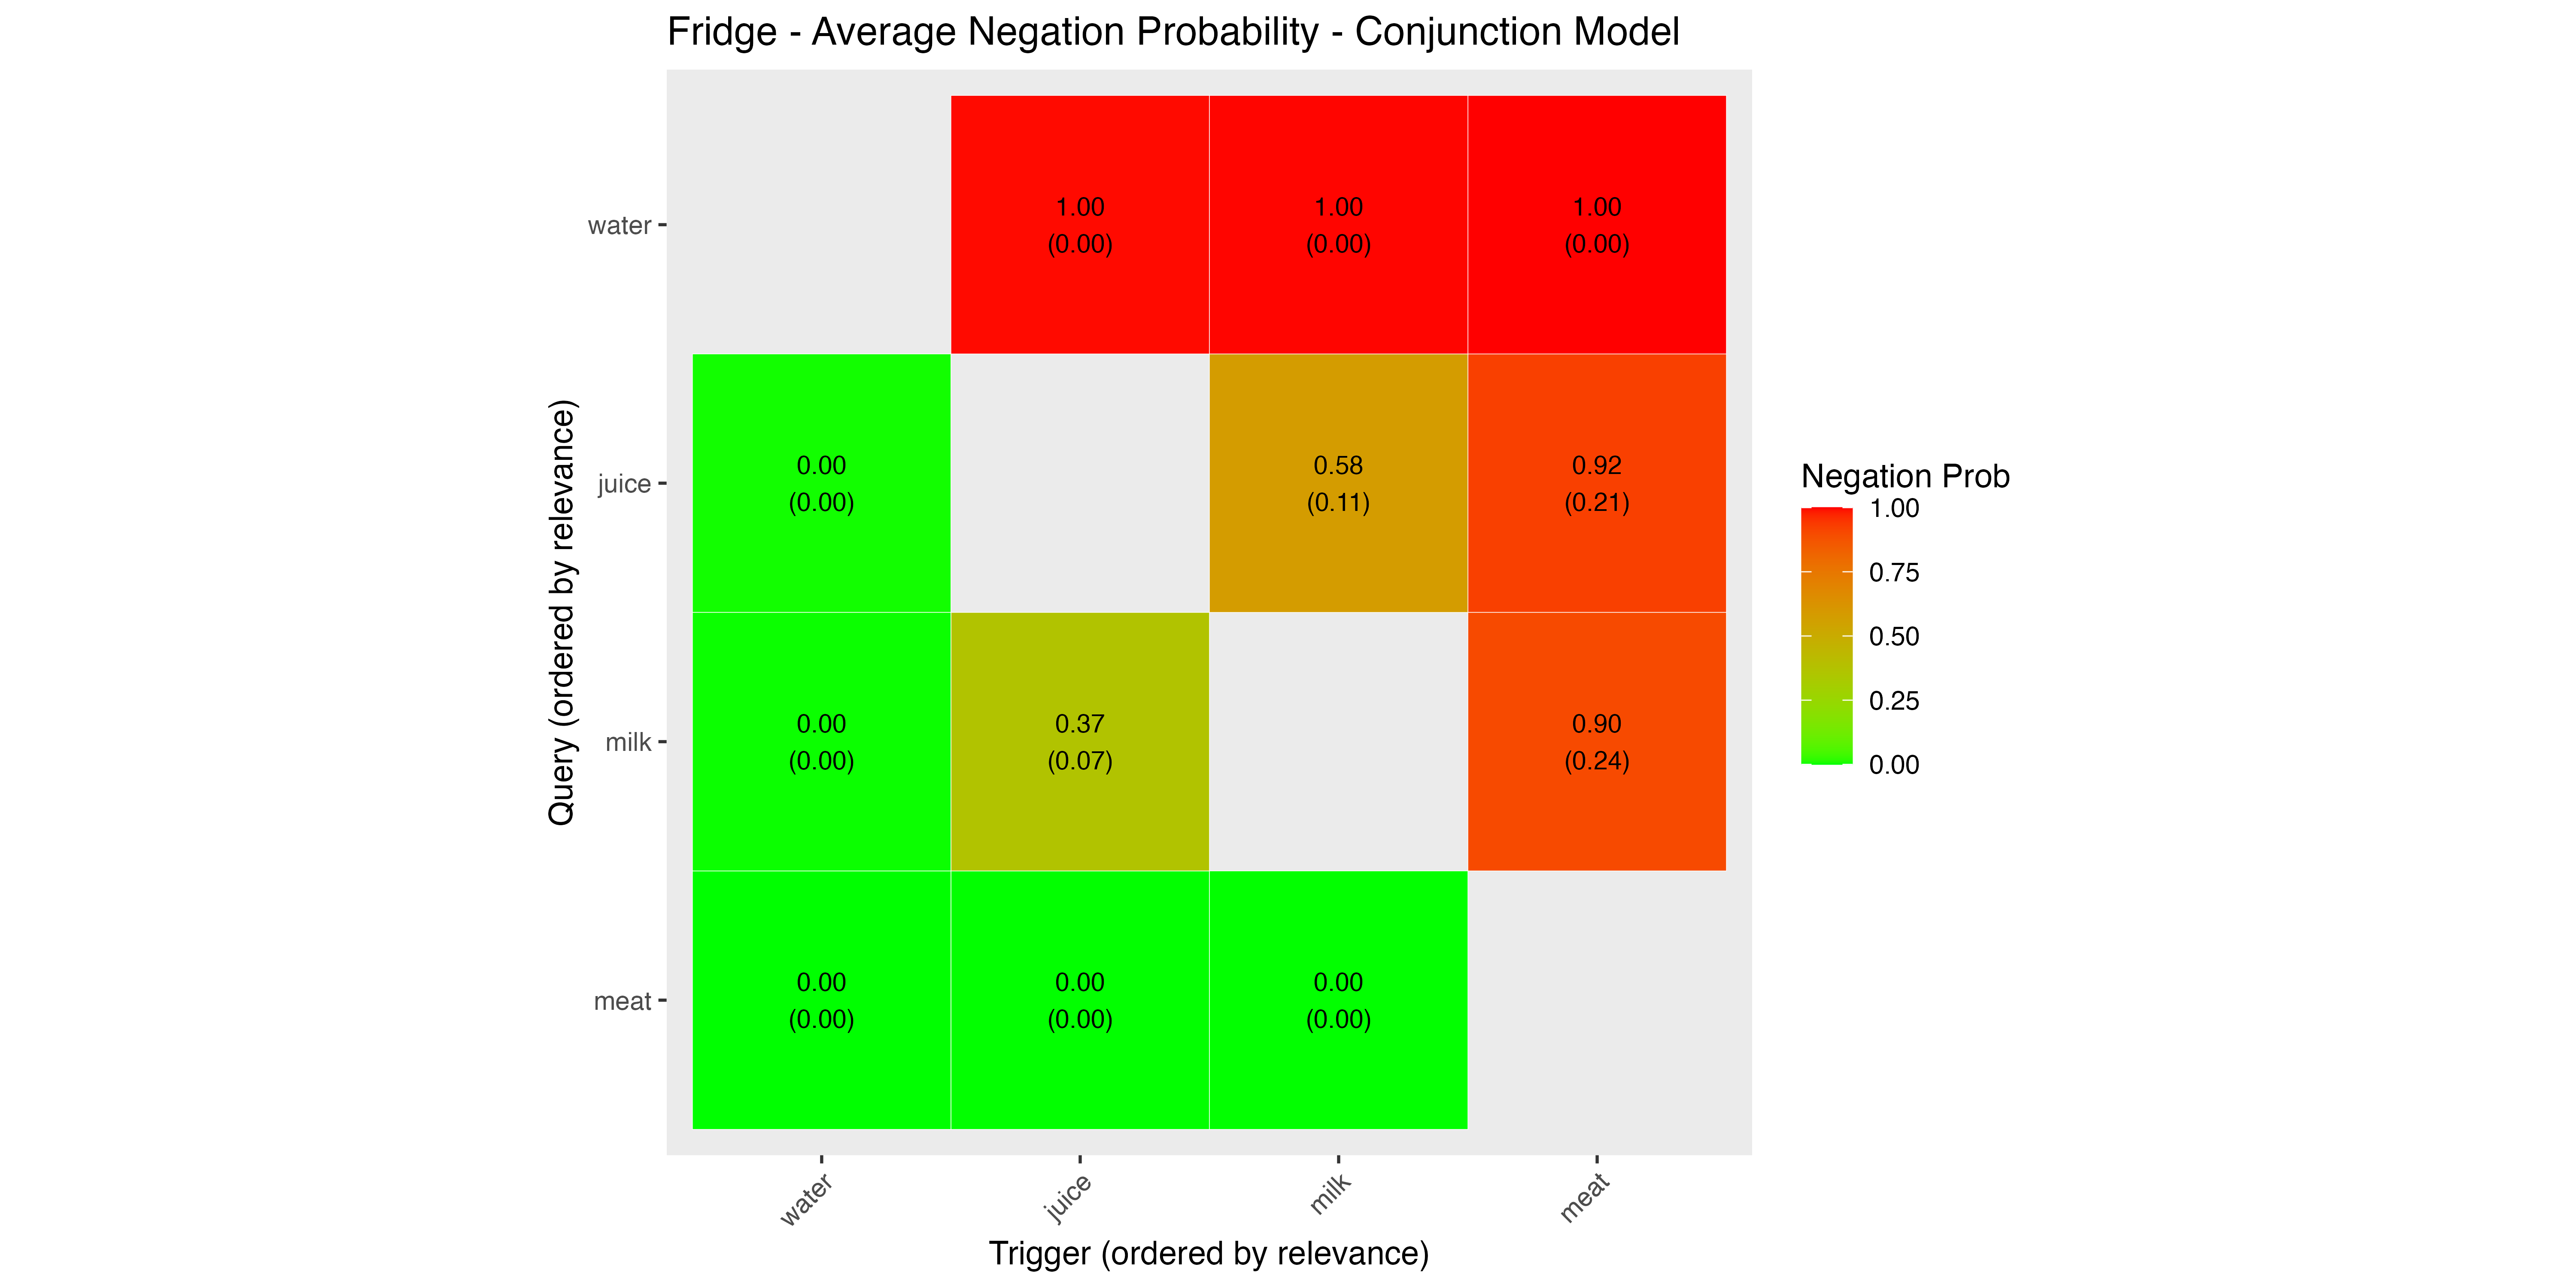 Fridge - Average Negation Probability - Conjunction Model
Query (ordered by relevance)
water
1.00
(0.00)
1.00
(0.00)
1.00
(0.00)
juice
0.00
(0.00)
0.58
(0.11)
0.92
(0.21)
milk
0.00
(0.00)
0.37
(0.07)
0.90
(0.24)
meat
0.00
(0.00)
0.00
(0.00)
0.00
(0.00)
water
juice
milk
meat
Trigger (ordered by relevance)
Negation Prob
1.00
0.75
0.50
0.25
0.00